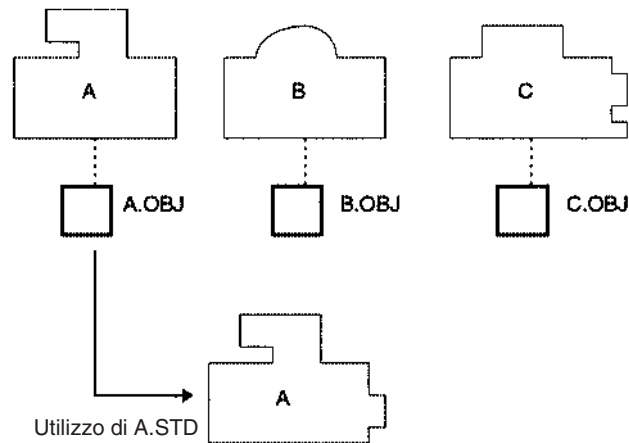 A
B
C
A.OBJ
B.OBJ
C.OBJ
A
Utilizzo di A.STD